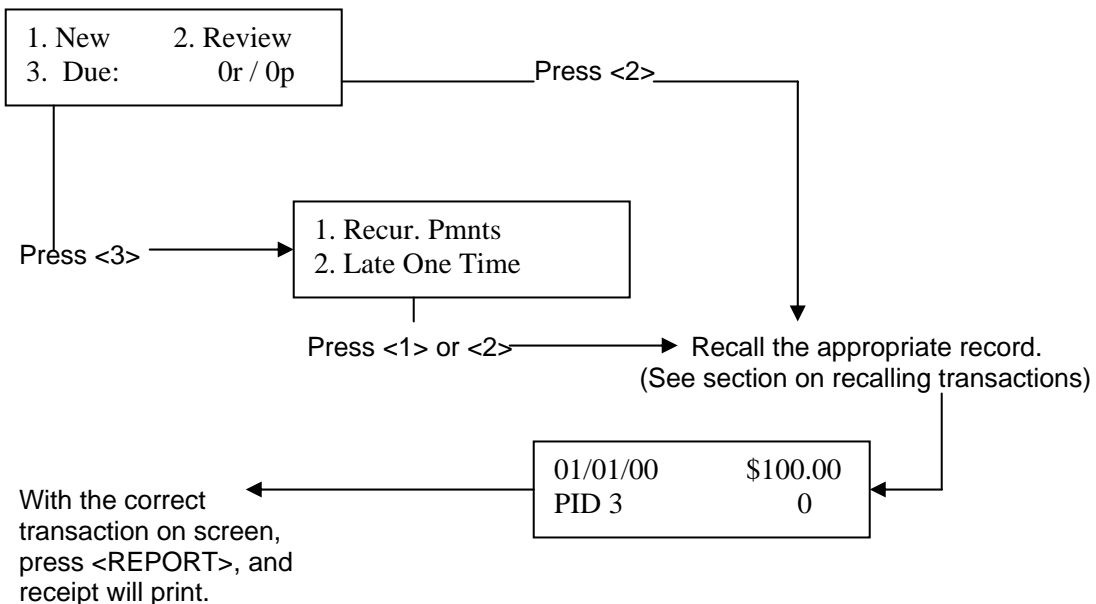 1. New 2. Review
3. Due: 0r / 0p
Press <2>
1. Recur. Pmnts
2. Late One Time
Press <3>
Press <1> or <2>
Recall the appropriate record.
(See section on recalling transactions)
01/01/00 $100.00
PID 3 0
With the correct
transaction on screen,
press <REPORT>, and
receipt will print.